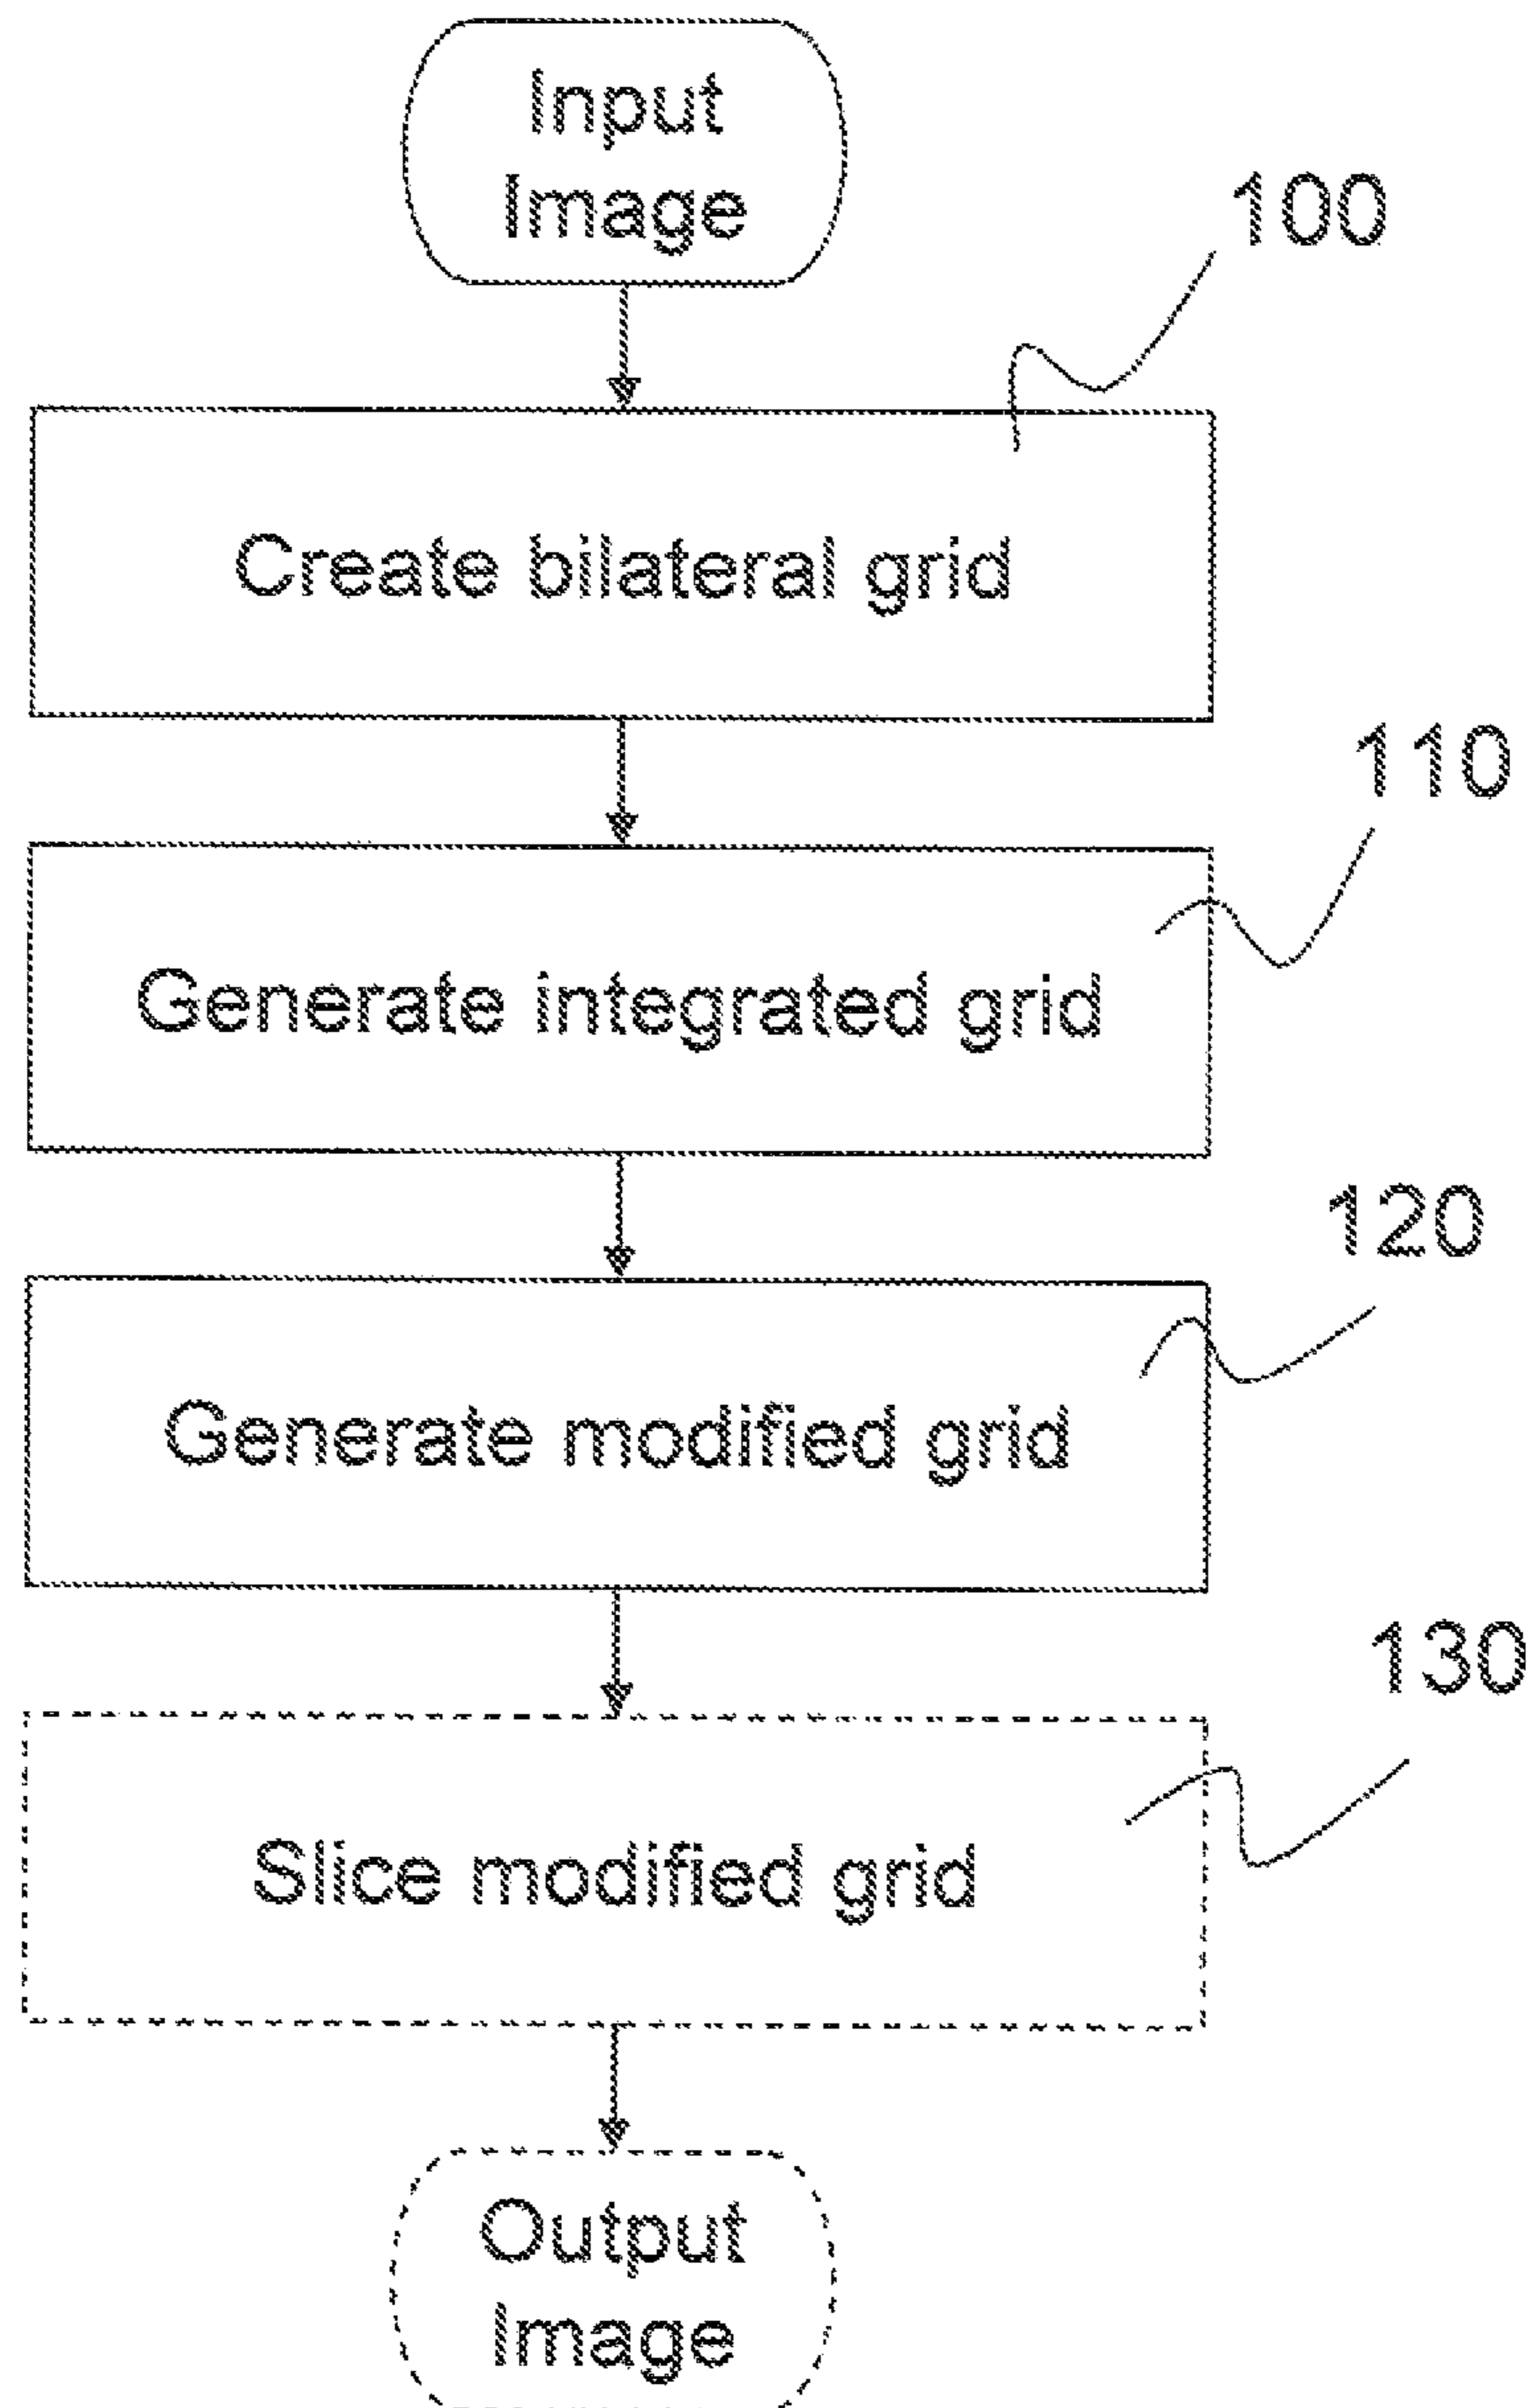 Input
Image
100
Create bilateral grid
110
Generate integrated grid
120
Generate modified grid
130
Slice modified grid
Output
Image